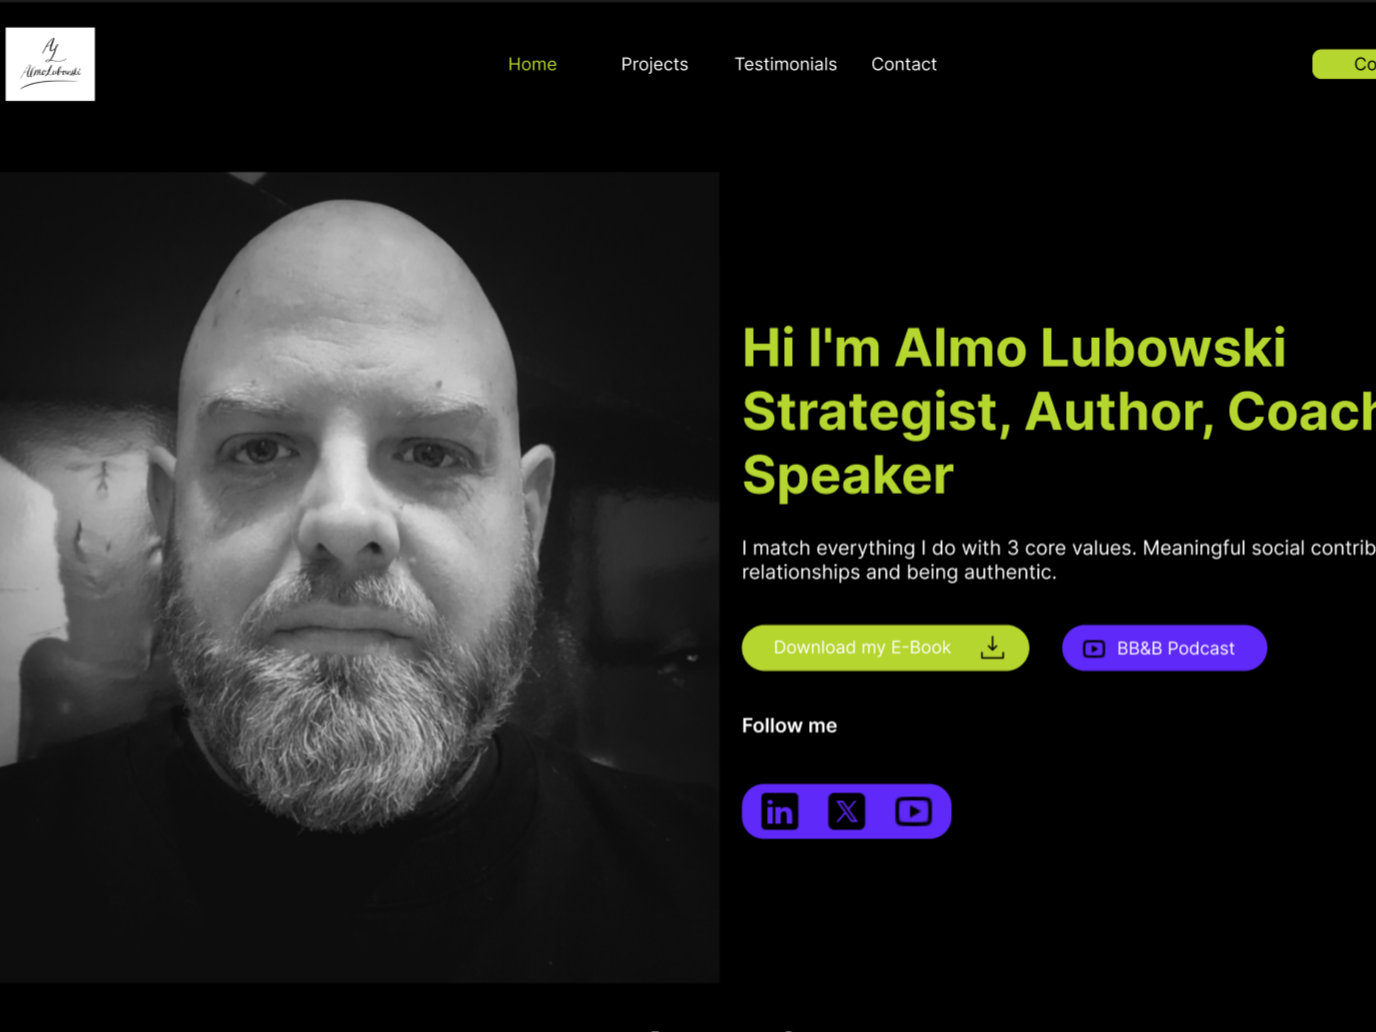 AL
AlmoLubowski
Home Projects Testimonials Contact
Co
Hi I'm Almo Lubowski
Strategist, Author, Coach
Speaker
I match everything I do with 3 core values. Meaningful social contrib
relationships and being authentic.
Download my E-Book
BB&B Podcast
Follow me
in X